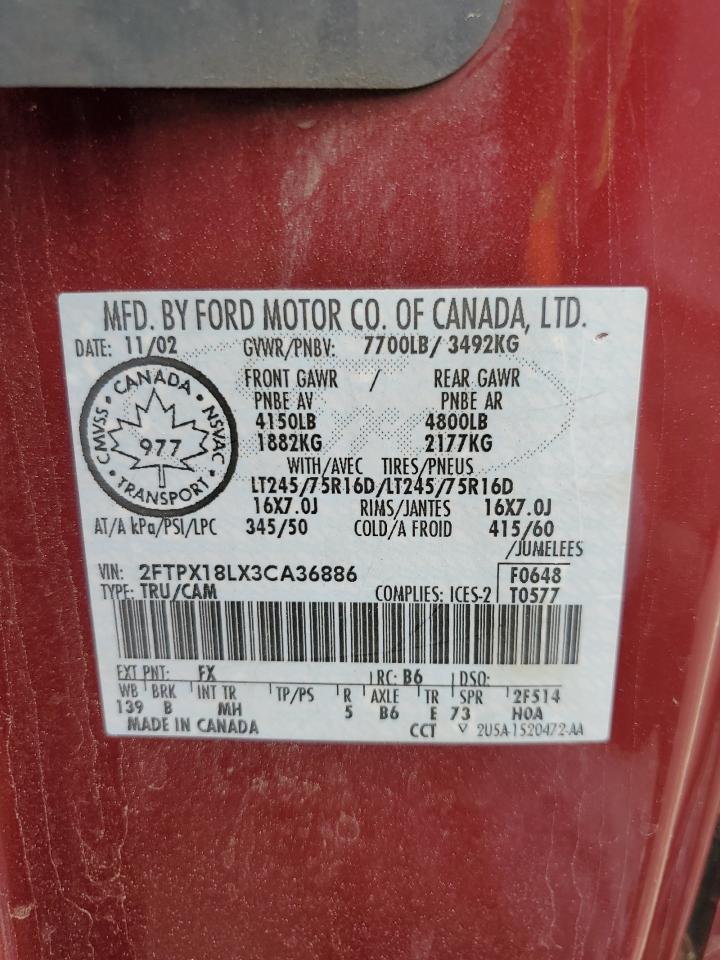 MFD. BY FORD MOTOR CO. OF CANADA, LTD.
DATE: 11/02 GVWR/PNBV: 7700LB/ 3492KG
FRONT GAWR / REAR GAWR
PNBE AV PNBE AR
4150LB 4800LB
1882KG 2177KG
WITH/AVEC TIRES/PNEUS
LT245/75R16D/LT245/75R16D
16X7.0J RIMS/JANTES 16X7.0J
AT/A kPa/PSI/LPC 345/50 COLD/A FROID 415/60
/JUMELEES
CANADA
CMVSS • NSVAC
977
TRANSPORT
VIN: 2FTPX18LX3CA36886 F0648
TYPE: TRU/CAM COMPLIES: ICES-2 T0577
EXT PNT: FX RC: B6 DSO:
WB BRK INT TR TP/PS R AXLE TR SPR 2F514
139 B MH 5 B6 E 73 H0A
MADE IN CANADA CCT ▽ 2U5A-1520472-AA